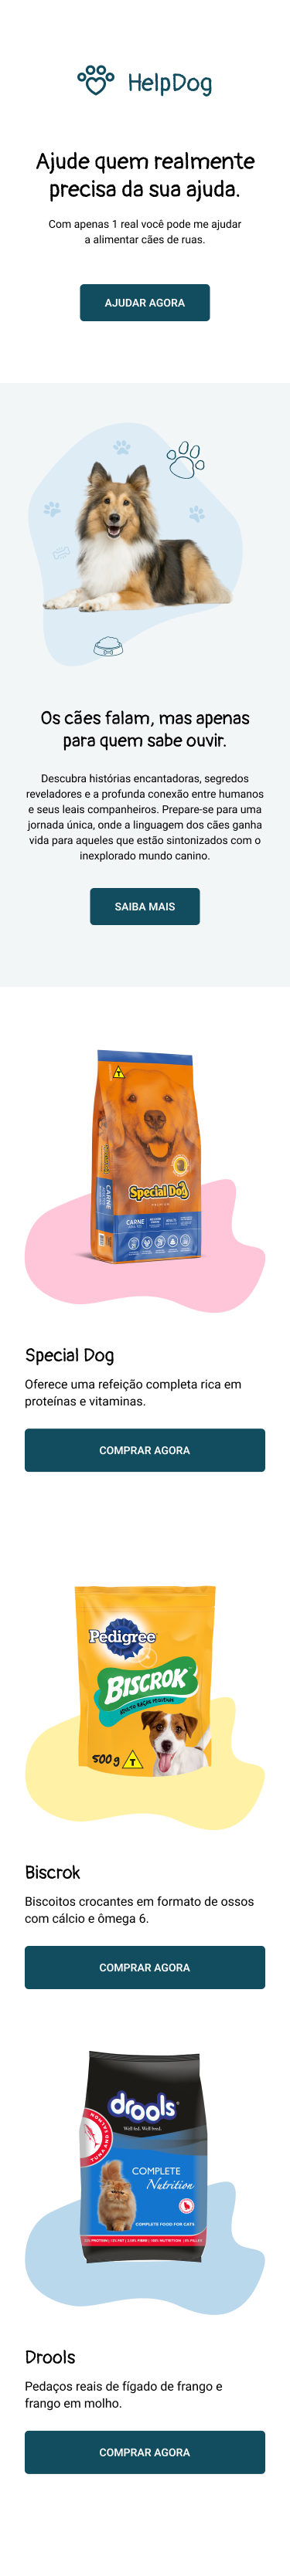 HelpDog
Ajude quem realmente
precisa da sua ajuda.
Com apenas 1 real você pode me ajudar
a alimentar cães de ruas.
AJUDAR AGORA
Os cães falam, mas apenas
para quem sabe ouvir.
Descubra histórias encantadoras, segredos
reveladores e a profunda conexão entre humanos
e seus leais companheiros. Prepare-se para uma
jornada única, onde a linguagem dos cães ganha
vida para aqueles que estão sintonizados com o
inexplorado mundo canino.
SAIBA MAIS
T
Special Dog
CARNE
CARNE
Special Dog
Oferece uma refeição completa rica em
proteínas e vitaminas.
COMPRAR AGORA
Pedigree
BISCROK
500 g
T
Biscrok
Biscoitos crocantes em formato de ossos
com cálcio e ômega 6.
COMPRAR AGORA
drools
Well fed. Well bred.
COMPLETE
Nutrition
COMPLETE FOOD FOR CATS
Drools
Pedaços reais de fígado de frango e
frango em molho.
COMPRAR AGORA